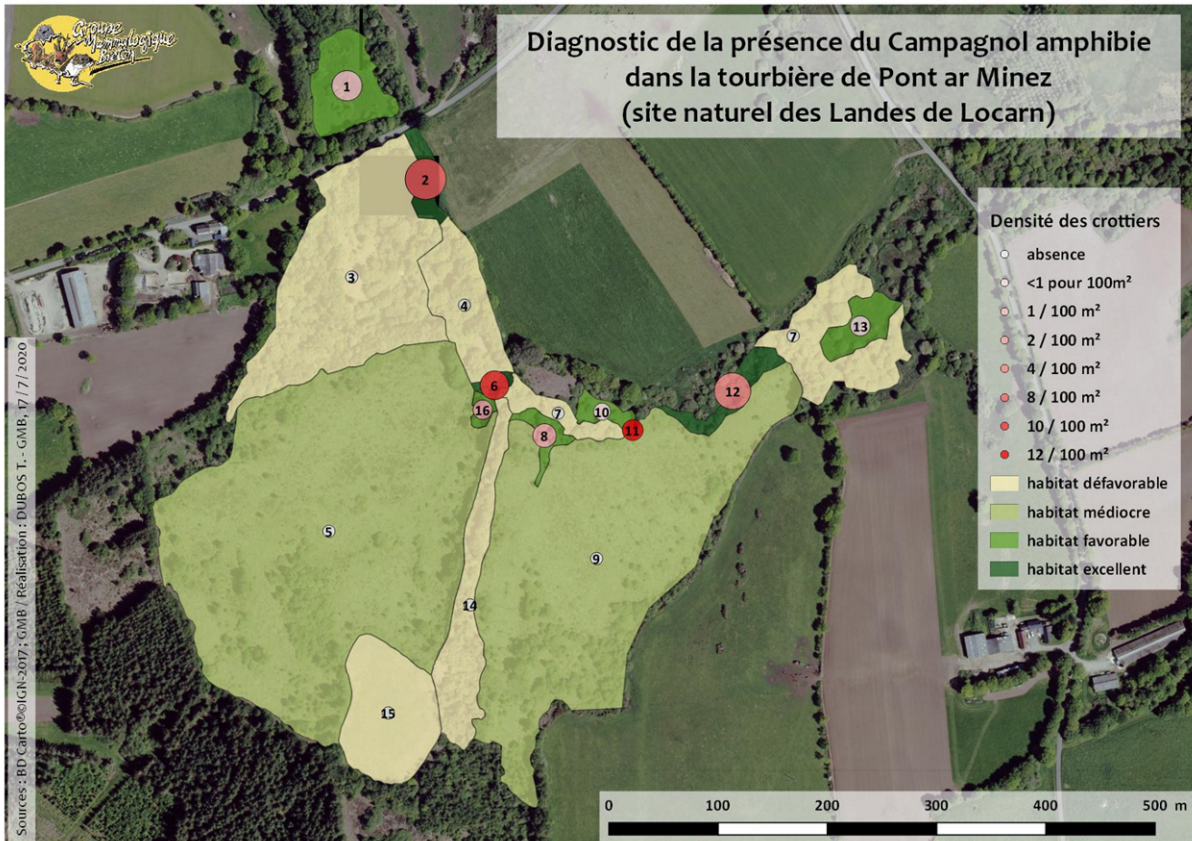 Groupe
Mammalogique
Breton
Diagnostic de la présence du Campagnol amphibie
dans la tourbière de Pont ar Minez
(site naturel des Landes de Locarn)
1
2
3
4
5
6
7
7
8
9
10
11
12
13
14
15
16
Densité des crottiers
absence
<1 pour 100m²
1 / 100 m²
2 / 100 m²
4 / 100 m²
8 / 100 m²
10 / 100 m²
12 / 100 m²
habitat défavorable
habitat médiocre
habitat favorable
habitat excellent
0 100 200 300 400 500 m
Sources : BD Carto®©IGN-2017 ; GMB / Réalisation : DUBOS T. - GMB, 17 / 7 / 2020